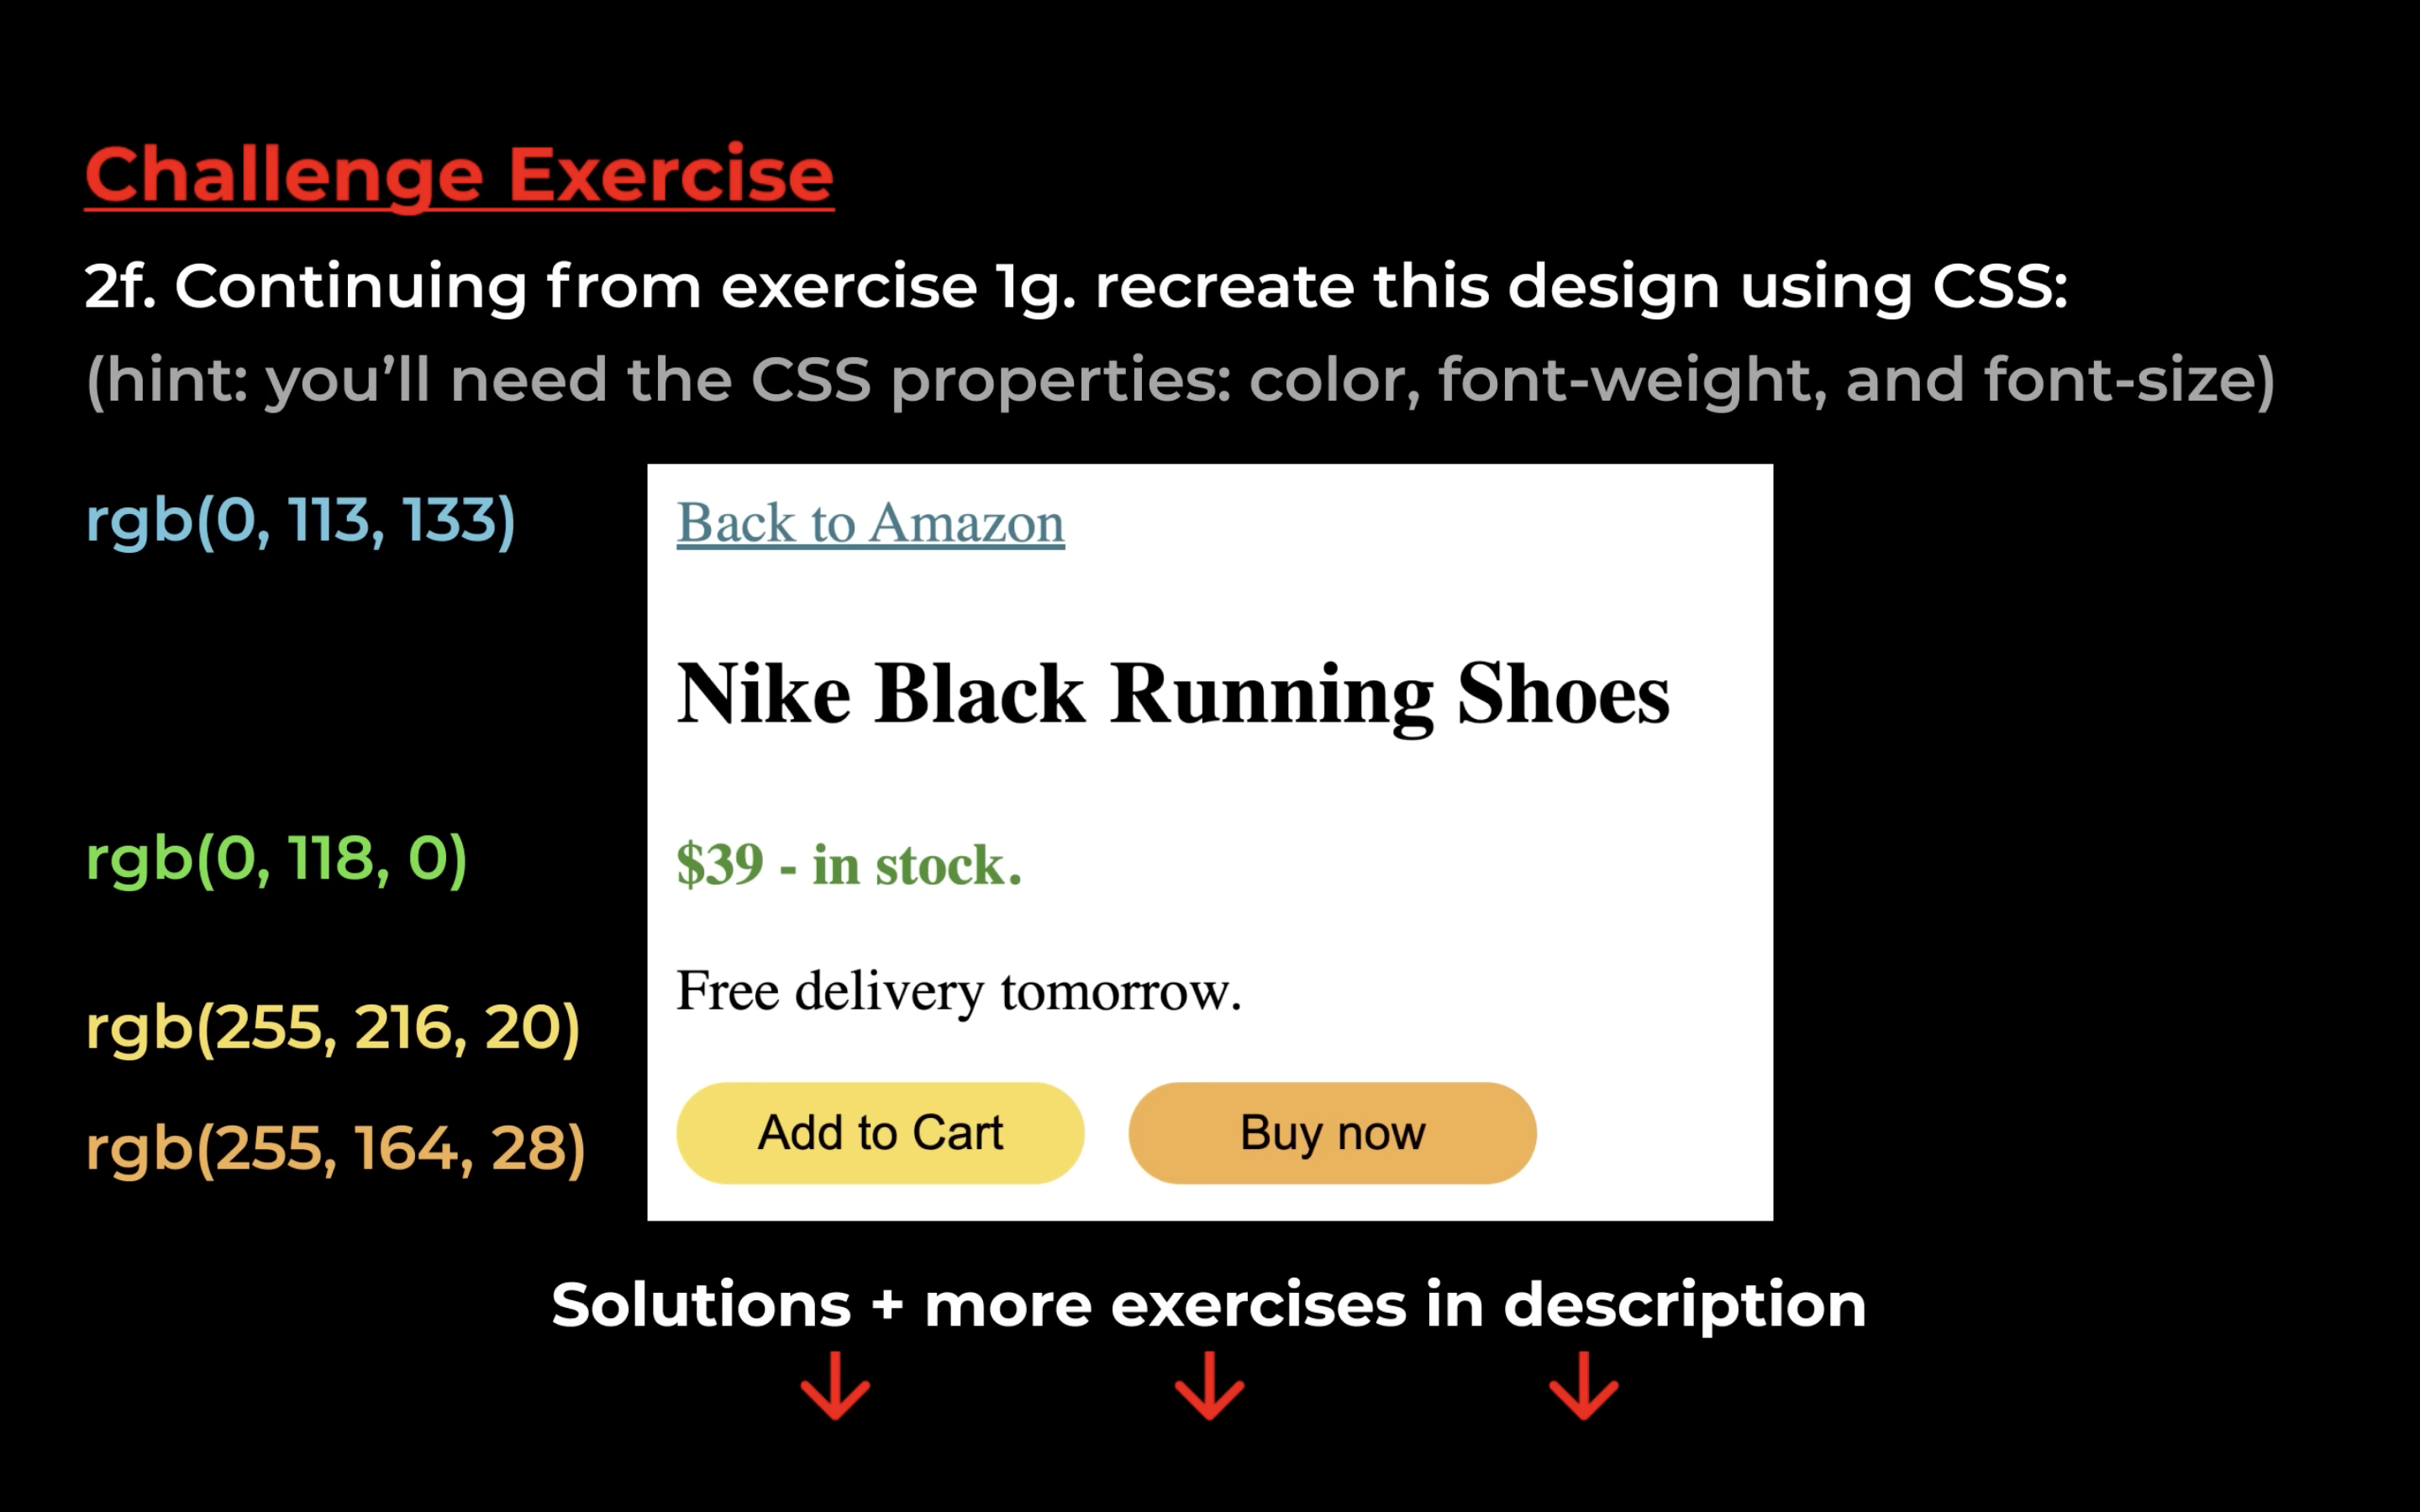 Challenge Exercise
2f. Continuing from exercise 1g. recreate this design using CSS:
(hint: you’ll need the CSS properties: color, font-weight, and font-size)
rgb(0, 113, 133)
Back to Amazon
Nike Black Running Shoes
rgb(0, 118, 0)
$39 - in stock.
Free delivery tomorrow.
rgb(255, 216, 20)
rgb(255, 164, 28)
Add to Cart
Buy now
Solutions + more exercises in description